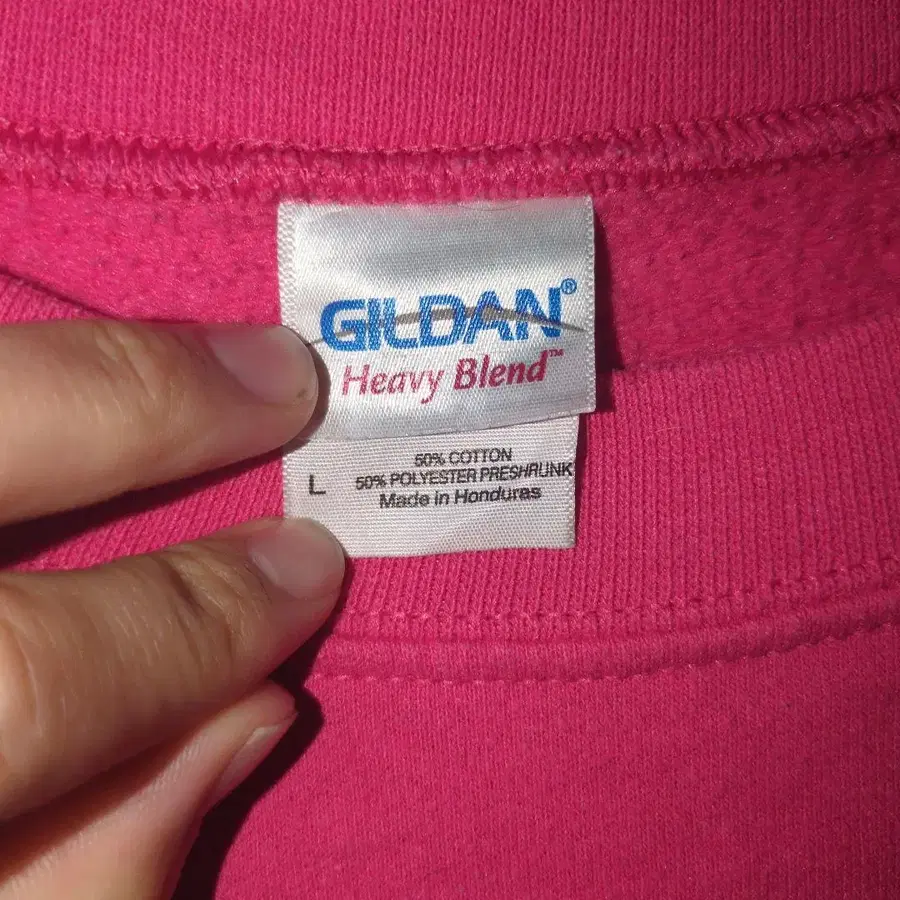 GILDAN®
Heavy Blend™
50% COTTON
L 50% POLYESTER PRESHRUNK
Made in Honduras